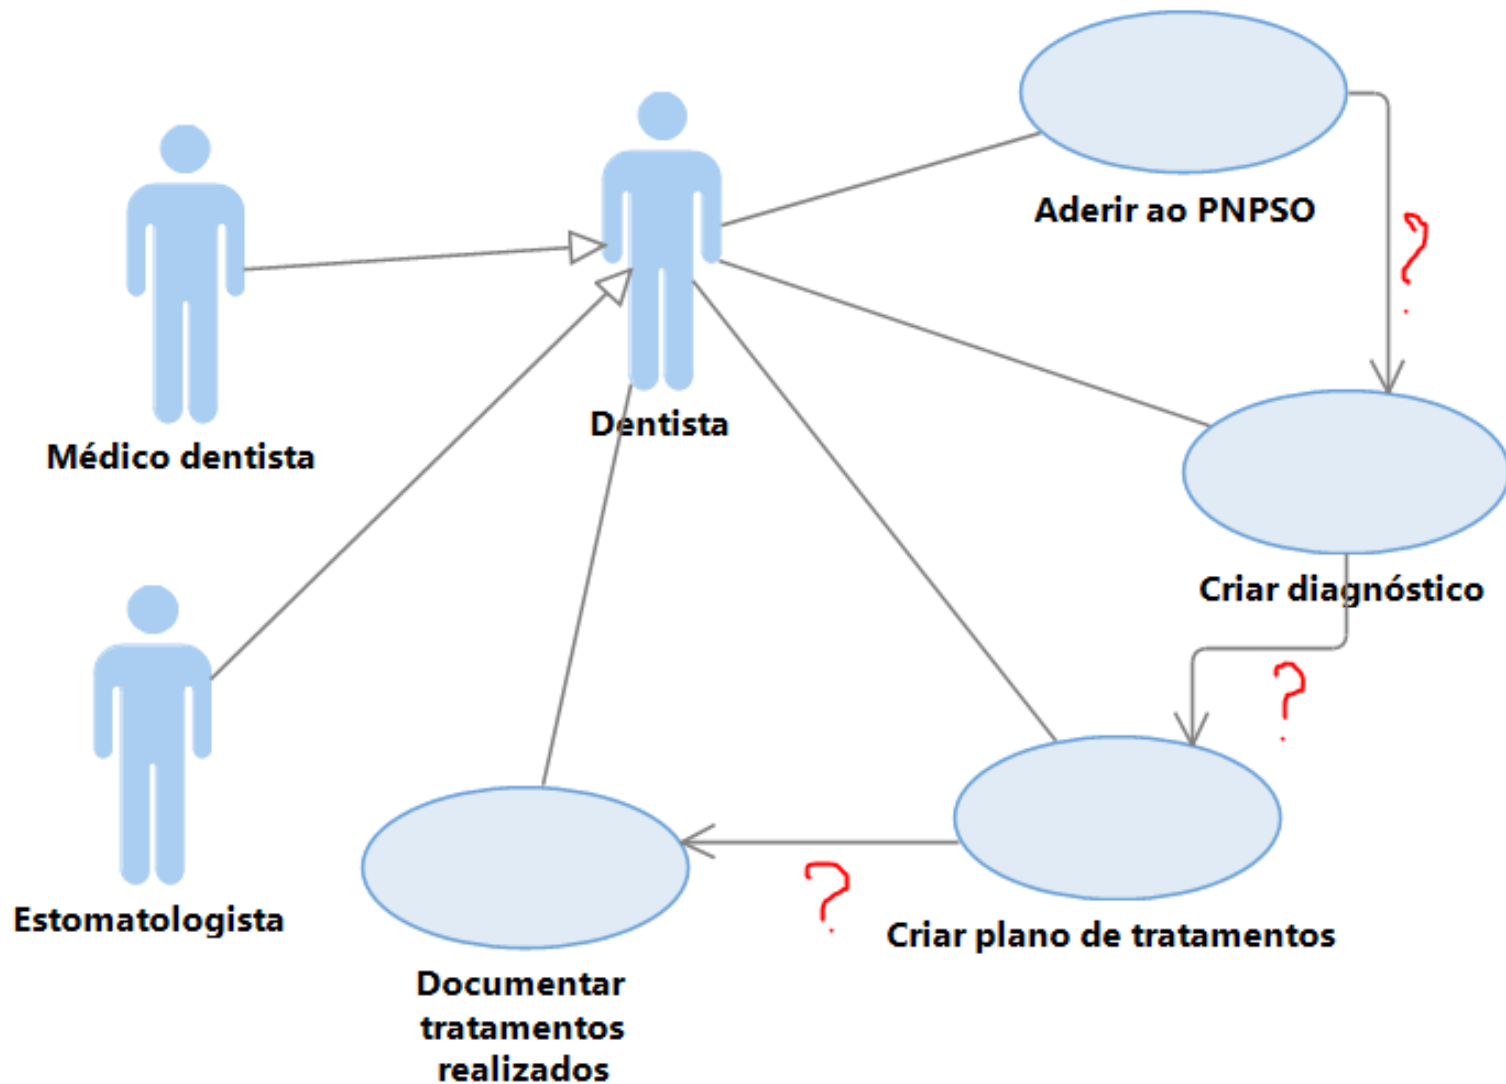 Aderir ao PNPSO
?
Médico dentista
Dentista
Criar diagnóstico
?
Estomatologista
?
Criar plano de tratamentos
Documentar
tratamentos
realizados